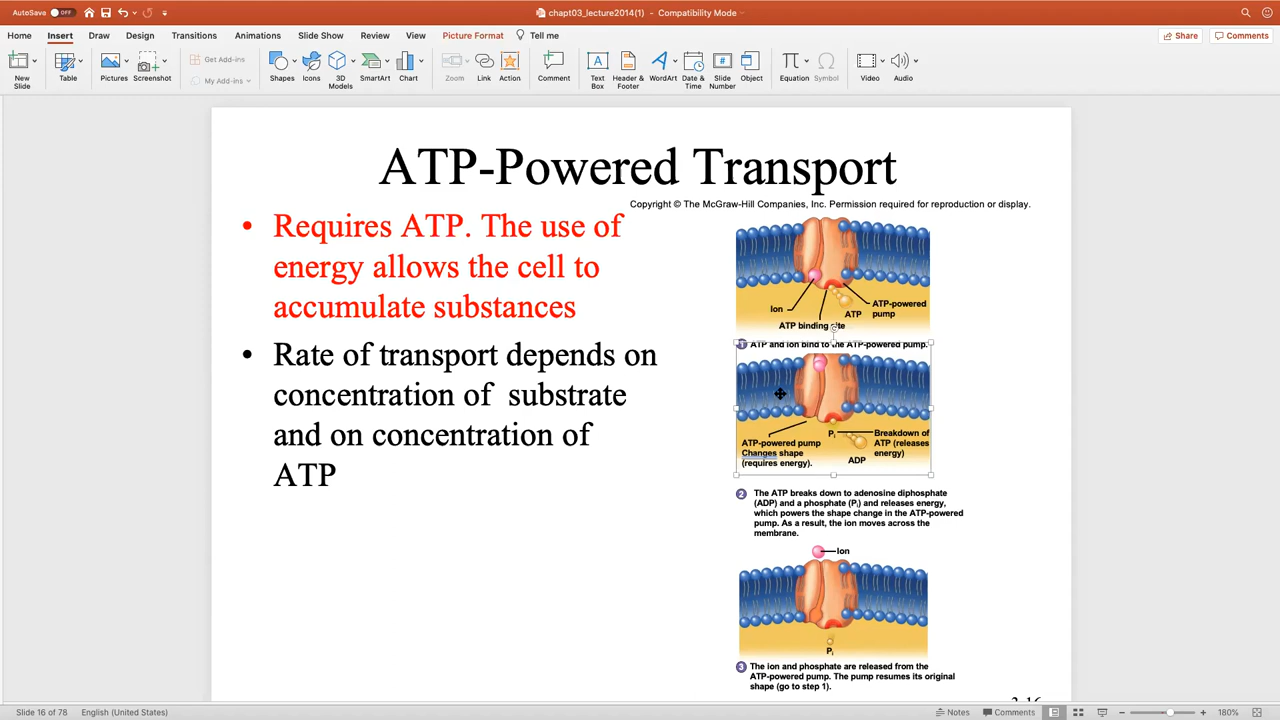 AutoSave OFF
chapt03_lecture2014(1) - Compatibility Mode
Home Insert Draw Design Transitions Animations Slide Show Review View Picture Format Tell me
Share Comments
New Slide
Table
Pictures
Screenshot
Get Add-ins
My Add-ins
Shapes
Icons
3D Models
SmartArt
Chart
Zoom
Link
Action
Comment
Text Box
Header & Footer
WordArt
Date & Time
Slide Number
Object
Equation
Symbol
Video
Audio
ATP-Powered Transport
Copyright © The McGraw-Hill Companies, Inc. Permission required for reproduction or display.
• Requires ATP. The use of
energy allows the cell to
accumulate substances
• Rate of transport depends on
concentration of substrate
and on concentration of
ATP
Ion
ATP binding site
ATP
ATP-powered
pump
1 ATP and ion bind to the ATP-powered pump.
ATP-powered pump
Changes shape
(requires energy).
Pi
Breakdown of
ATP (releases
energy)
ADP
2 The ATP breaks down to adenosine diphosphate
(ADP) and a phosphate (Pi) and releases energy,
which powers the shape change in the ATP-powered
pump. As a result, the ion moves across the
membrane.
Ion
Pi
3 The ion and phosphate are released from the
ATP-powered pump. The pump resumes its original
shape (go to step 1).
3-16
Slide 16 of 78 English (United States)
Notes Comments 180%